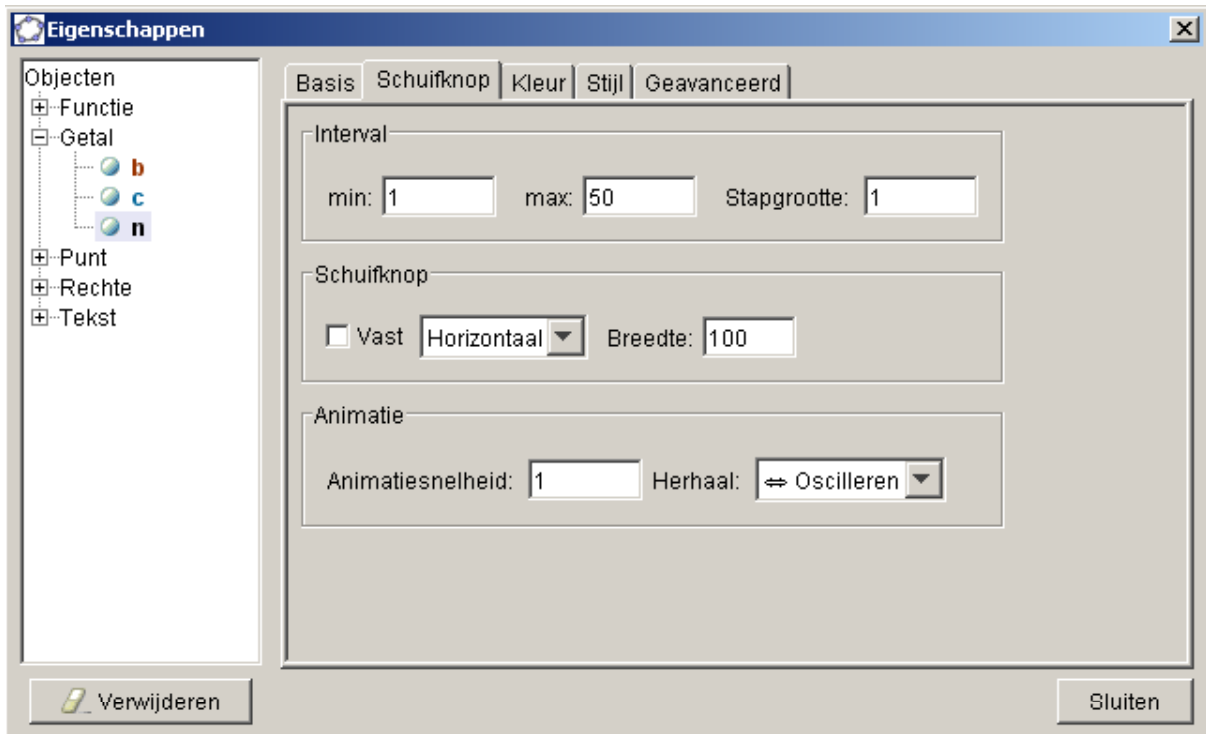 Eigenschappen
Objecten
Functie
Getal
b
c
n
Punt
Rechte
Tekst
Verwijderen
Basis Schuifknop Kleur Stijl Geavanceerd
Interval
min: 1 max: 50 Stapgrootte: 1
Schuifknop
Vast Horizontaal Breedte: 100
Animatie
Animatiesnelheid: 1 Herhaal: ⇔ Oscilleren
Sluiten